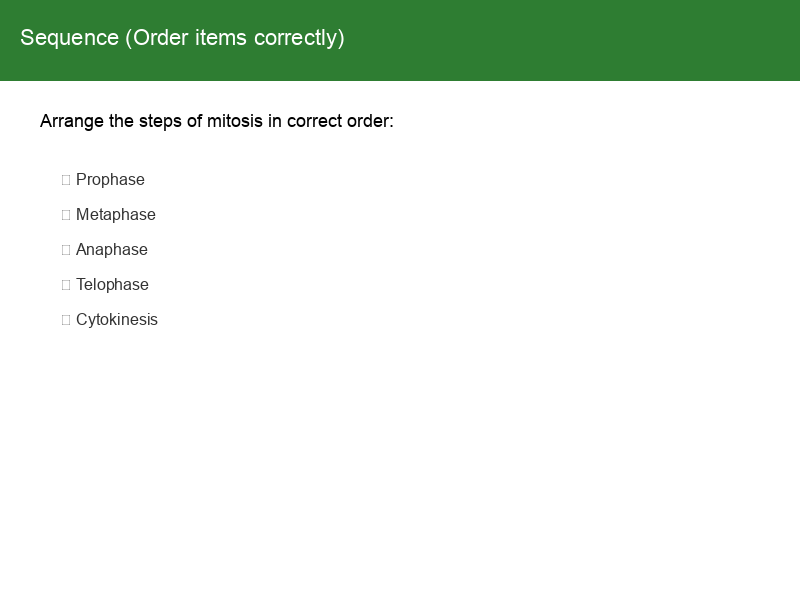 Sequence (Order items correctly)
Arrange the steps of mitosis in correct order:
Prophase
Metaphase
Anaphase
Telophase
Cytokinesis